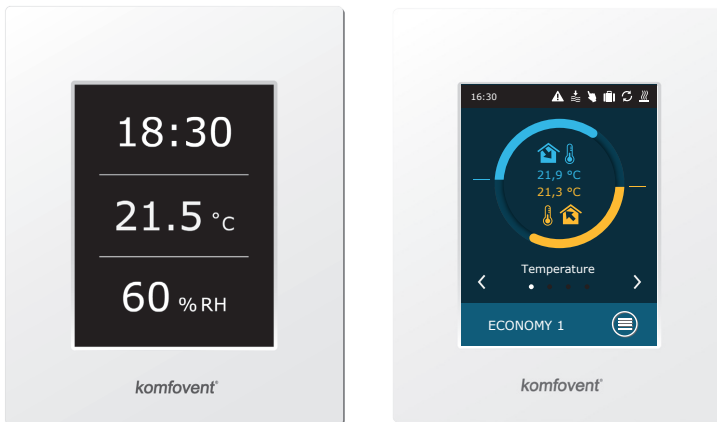 18:30
21.5 °C
60 % RH
komfovent®
16:30
21,9 °C
21,3 °C
Temperature
ECONOMY 1
komfovent®